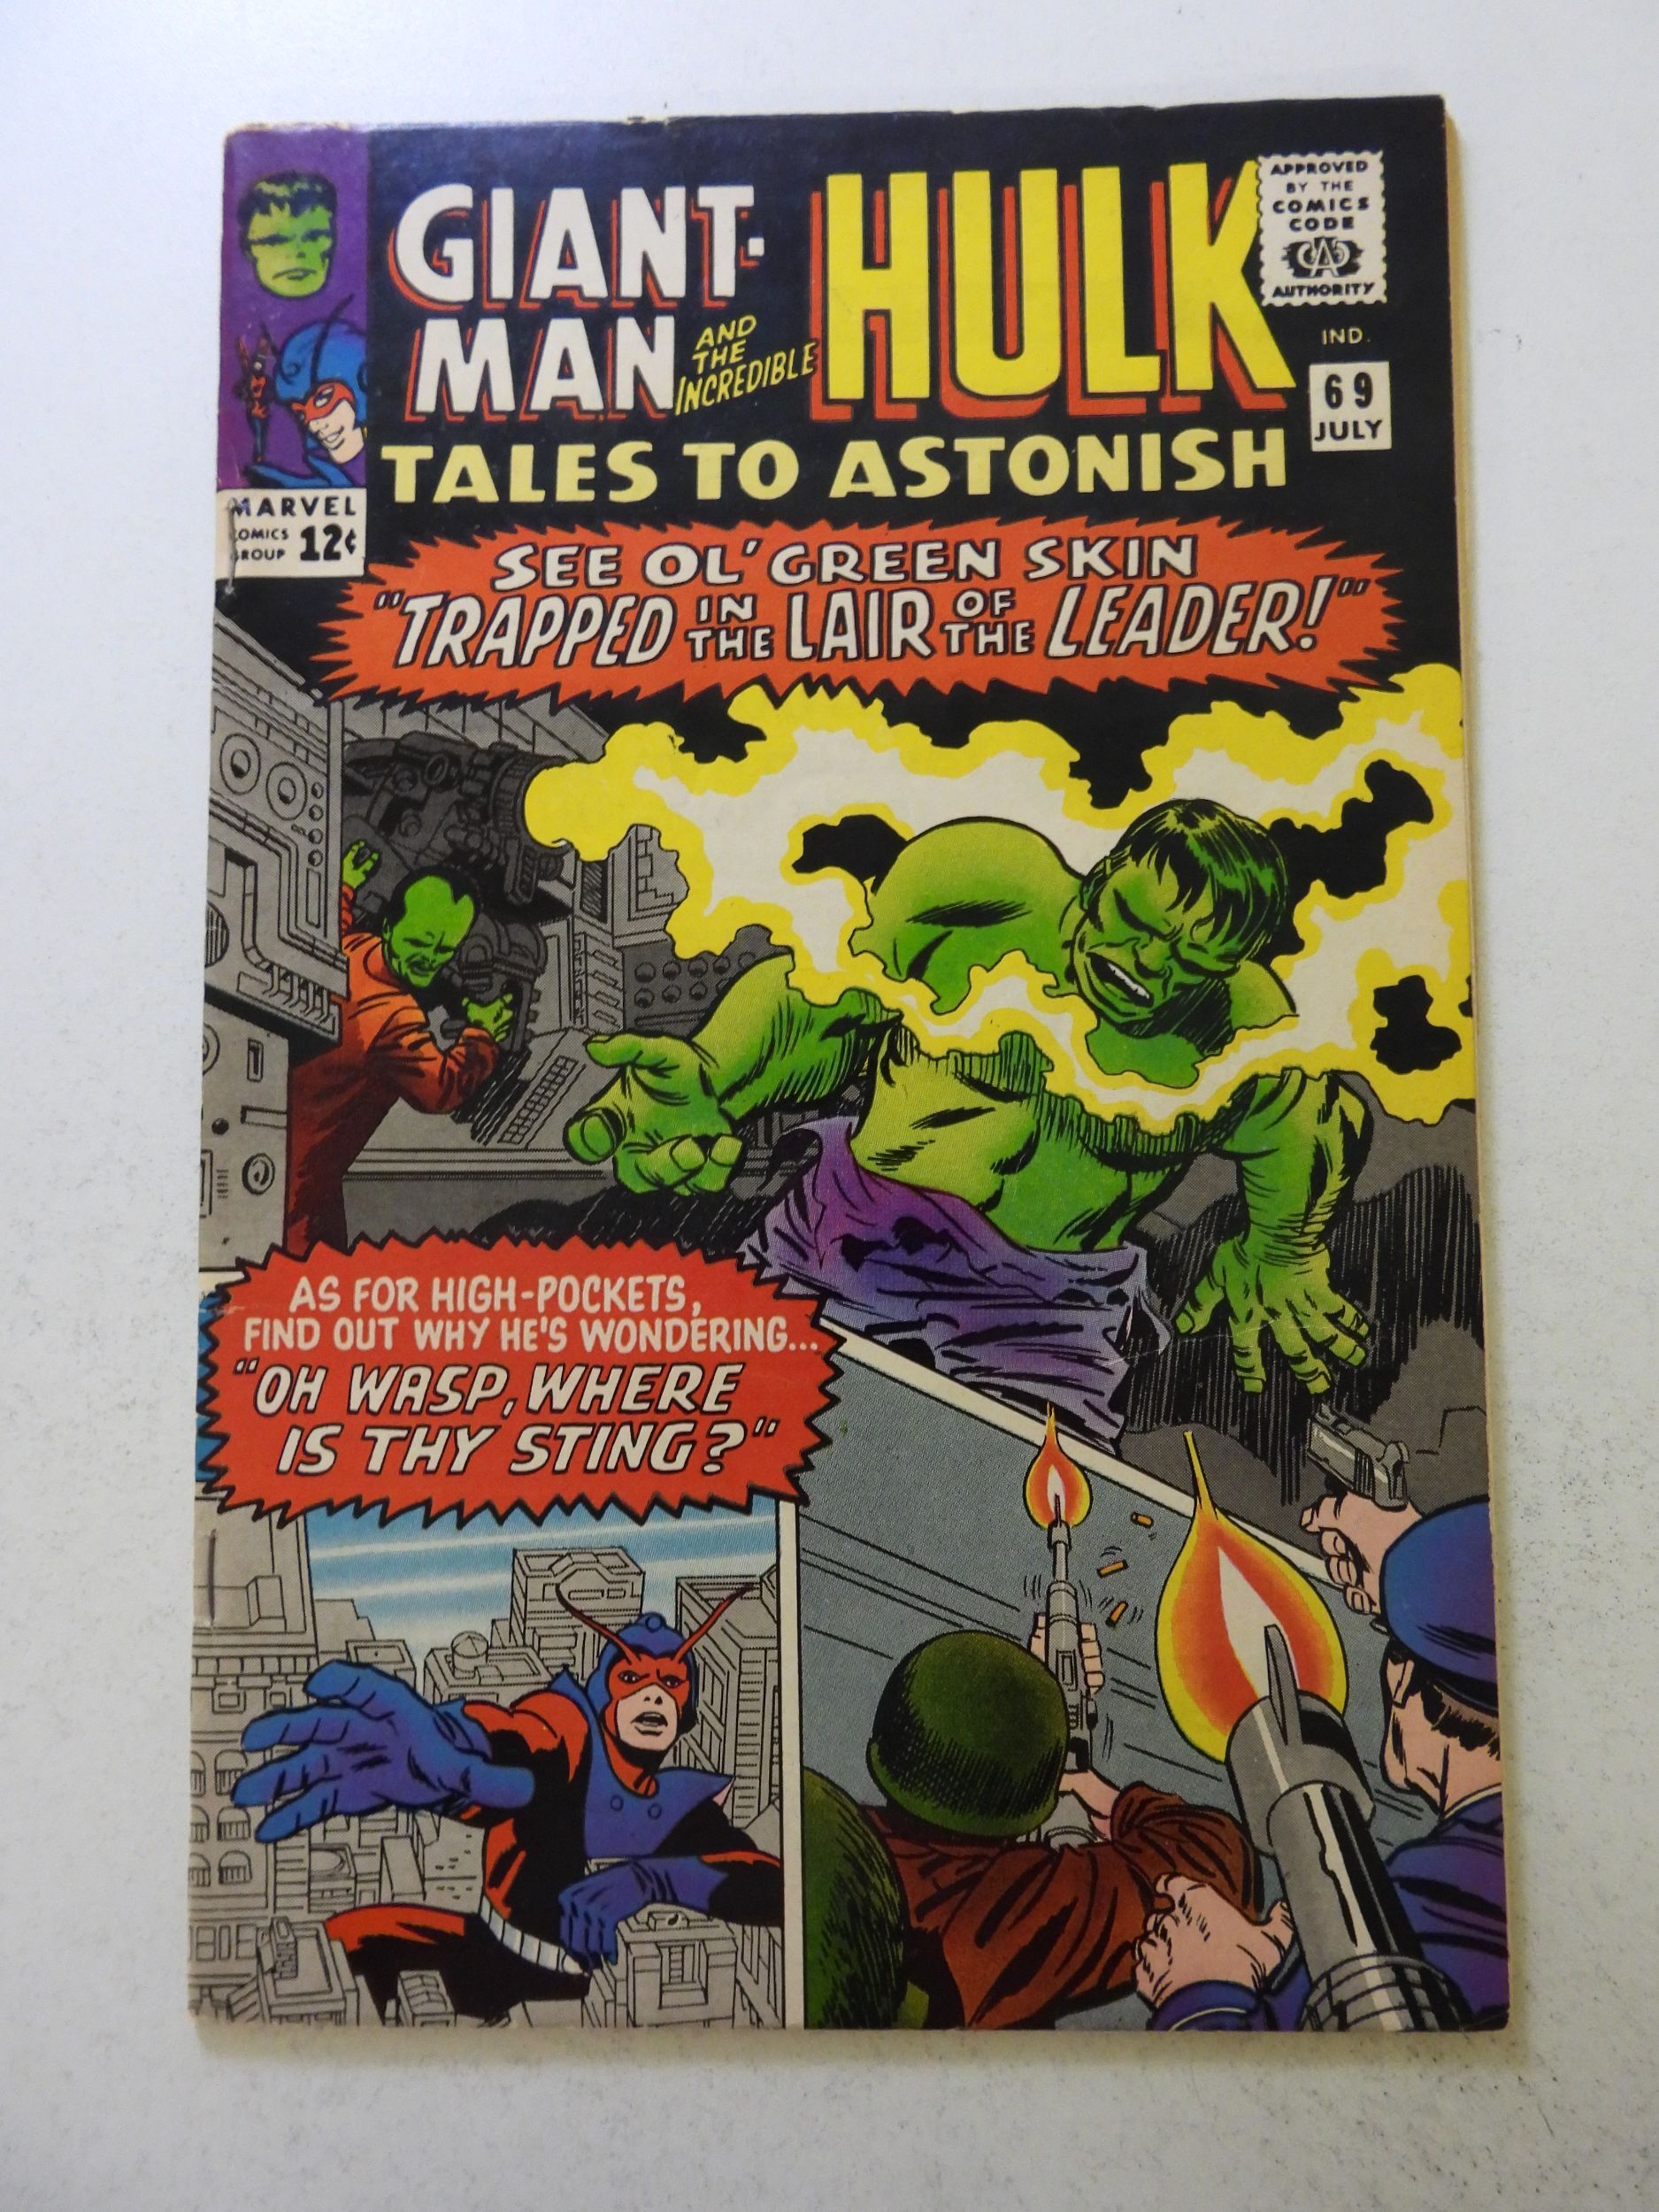 GIANT-
MAN
AND
THE
INCREDIBLE
HULK
APPROVED
BY THE
COMICS
CODE
CA
AUTHORITY
IND.
69
JULY
TALES TO ASTONISH
MARVEL
COMICS
GROUP
12¢
SEE OL' GREEN SKIN
"TRAPPED IN THE LAIR OF THE LEADER!"
AS FOR HIGH-POCKETS,
FIND OUT WHY HE'S WONDERING...
"OH WASP, WHERE
IS THY STING?"